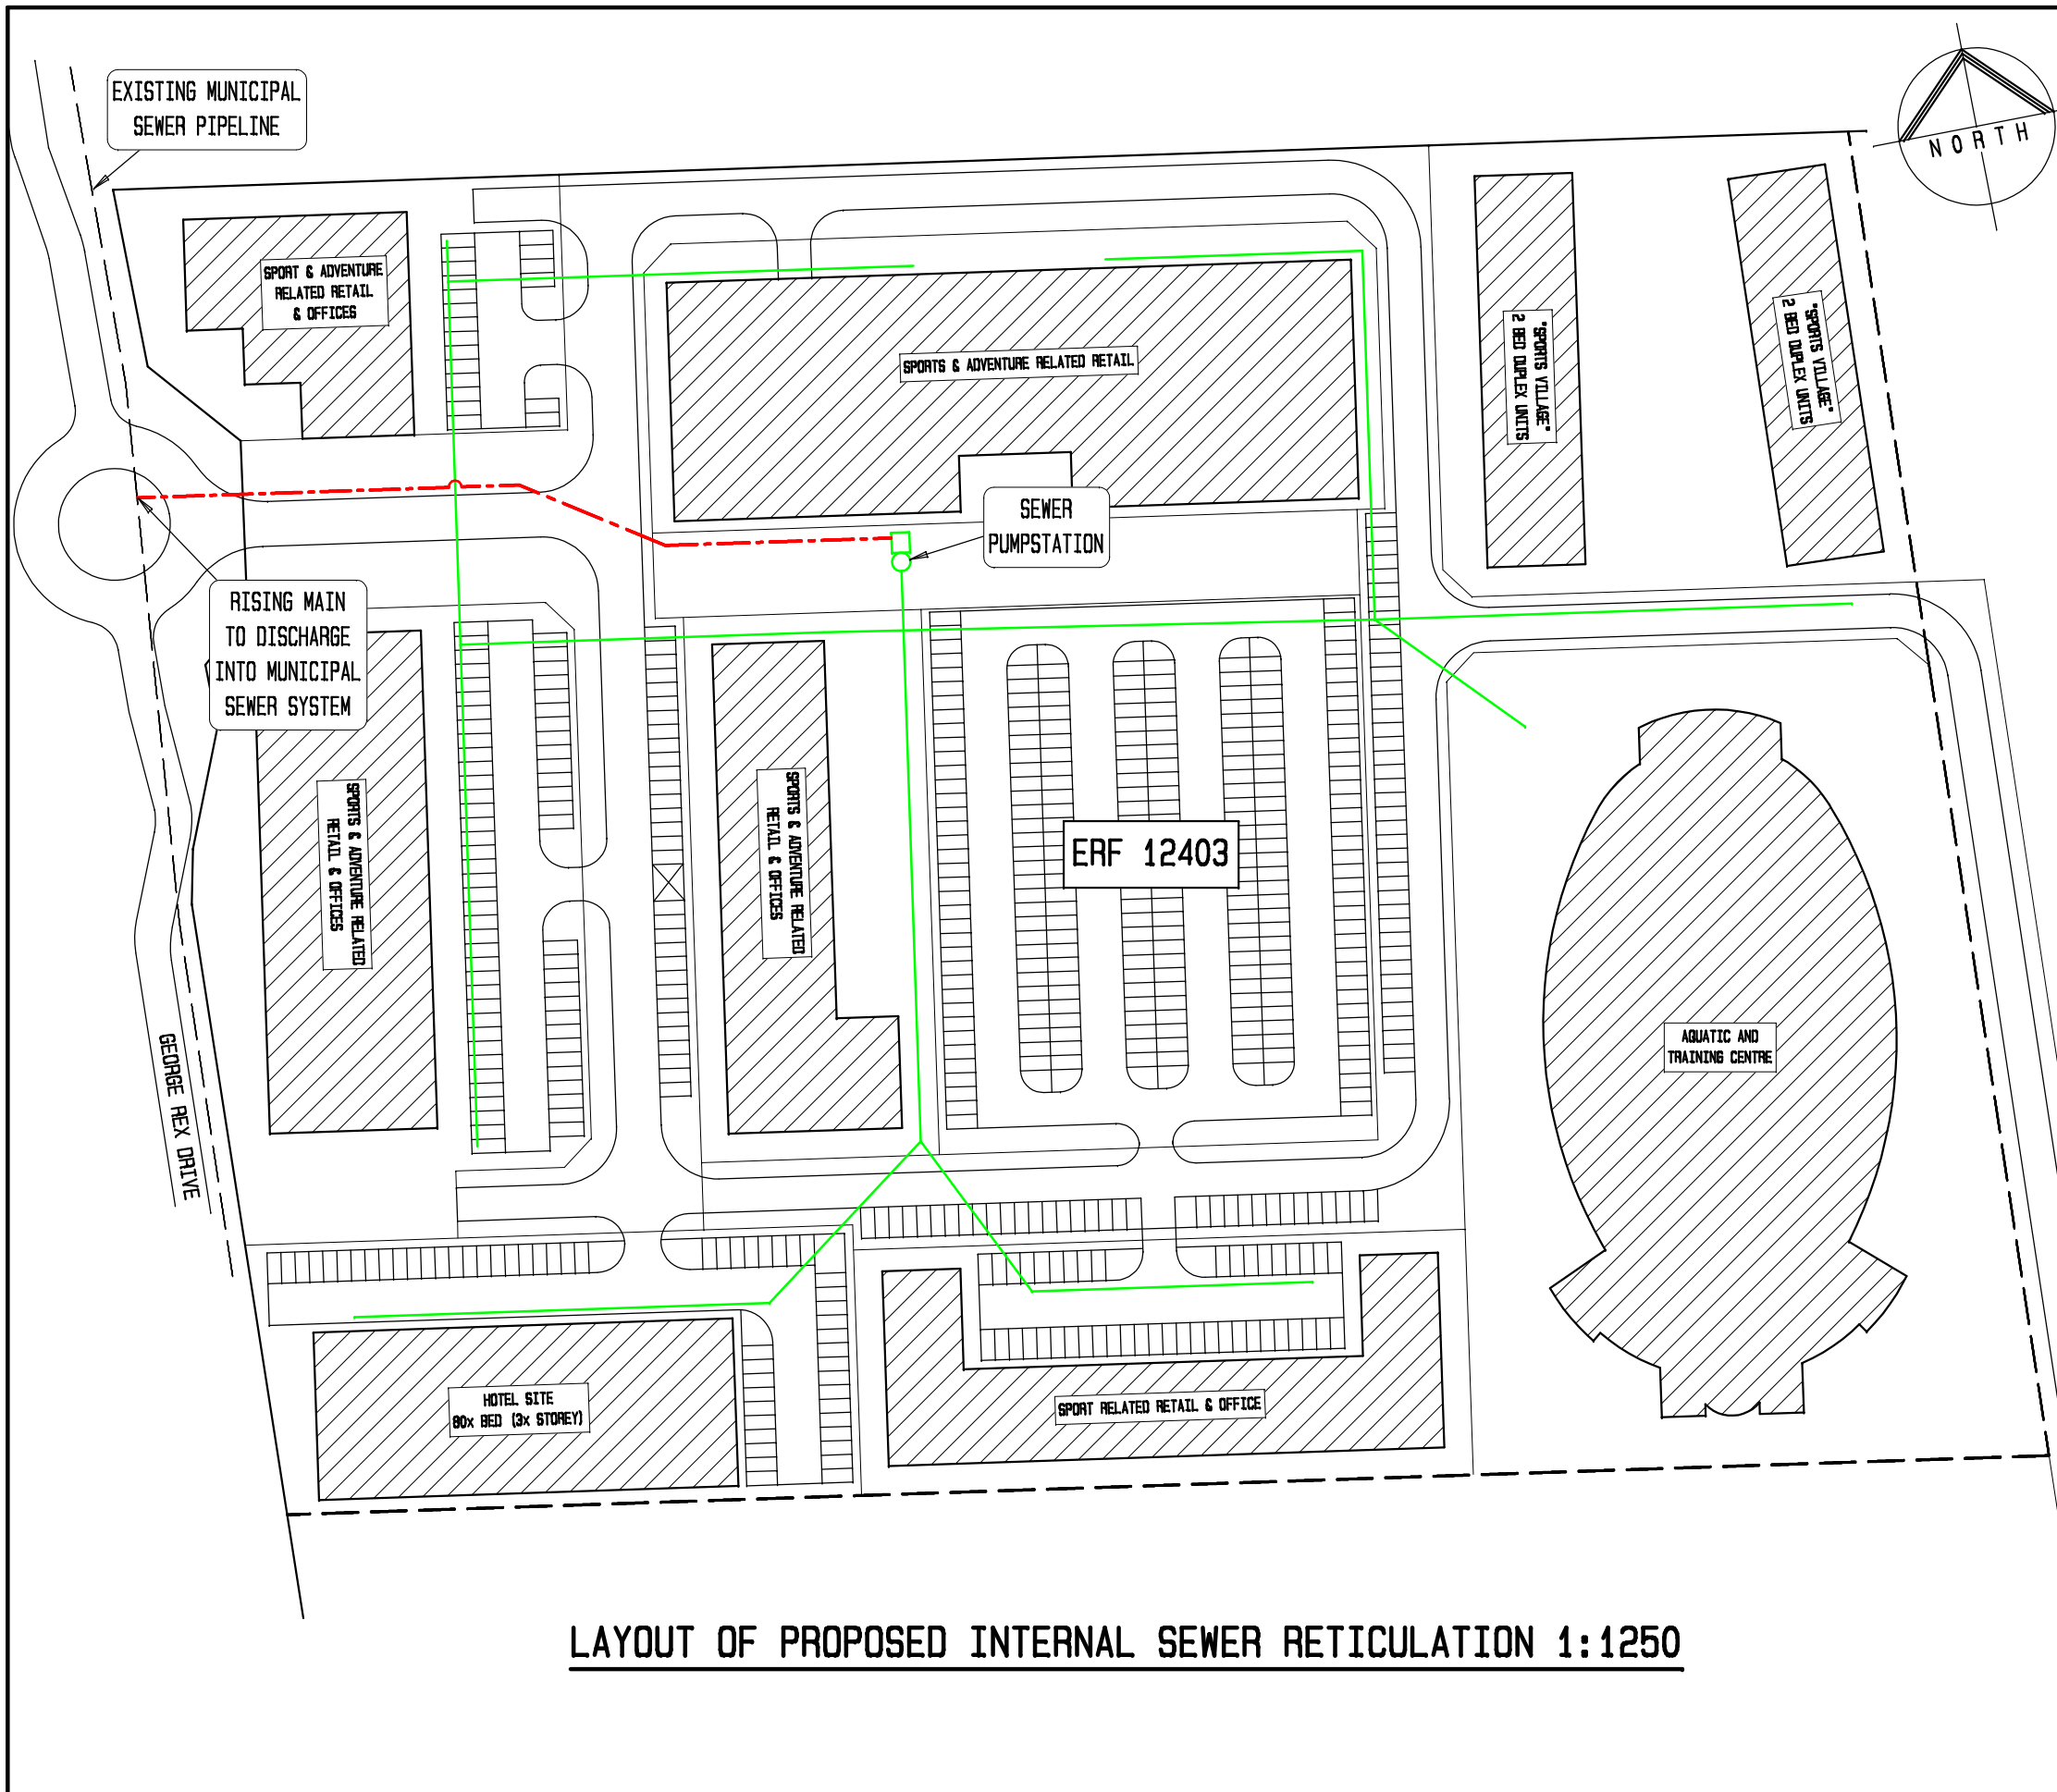 EXISTING MUNICIPAL
SEWER PIPELINE
NORTH
SPORT & ADVENTURE
RELATED RETAIL
& OFFICES
SPORTS & ADVENTURE RELATED RETAIL
"SPORTS VILLAGE"
2 BED DUPLEX UNITS
"SPORTS VILLAGE"
2 BED DUPLEX UNITS
SEWER
PUMPSTATION
RISING MAIN
TO DISCHARGE
INTO MUNICIPAL
SEWER SYSTEM
SPORTS & ADVENTURE RELATED
RETAIL & OFFICES
SPORTS & ADVENTURE RELATED
RETAIL & OFFICES
ERF 12403
AQUATIC AND
TRAINING CENTRE
GEORGE REX DRIVE
HOTEL SITE
80x BED (3x STOREY)
SPORT RELATED RETAIL & OFFICE
LAYOUT OF PROPOSED INTERNAL SEWER RETICULATION 1:1250